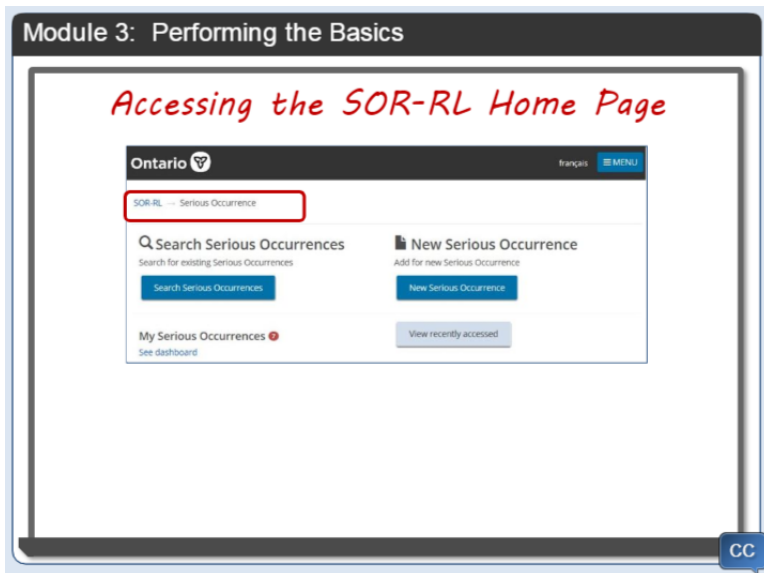 Module 3: Performing the Basics
Accessing the SOR-RL Home Page
Ontario
français
MENU
SOR-RL → Serious Occurrence
Search Serious Occurrences
Search for existing Serious Occurrences
Search Serious Occurrences
New Serious Occurrence
Add for new Serious Occurrence
New Serious Occurrence
My Serious Occurrences ?
See dashboard
View recently accessed
CC